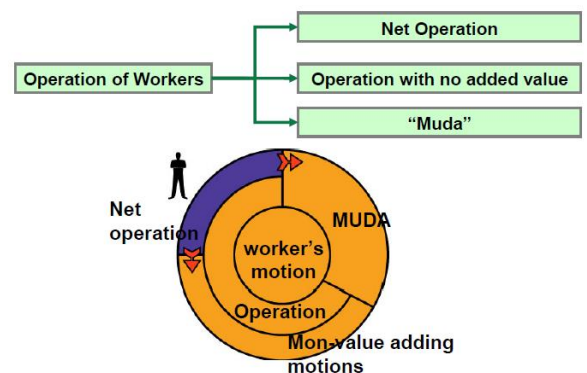 Net Operation
Operation of Workers
Operation with no added value
“Muda”
Net
operation
MUDA
worker's
motion
Operation
Mon-value adding
motions